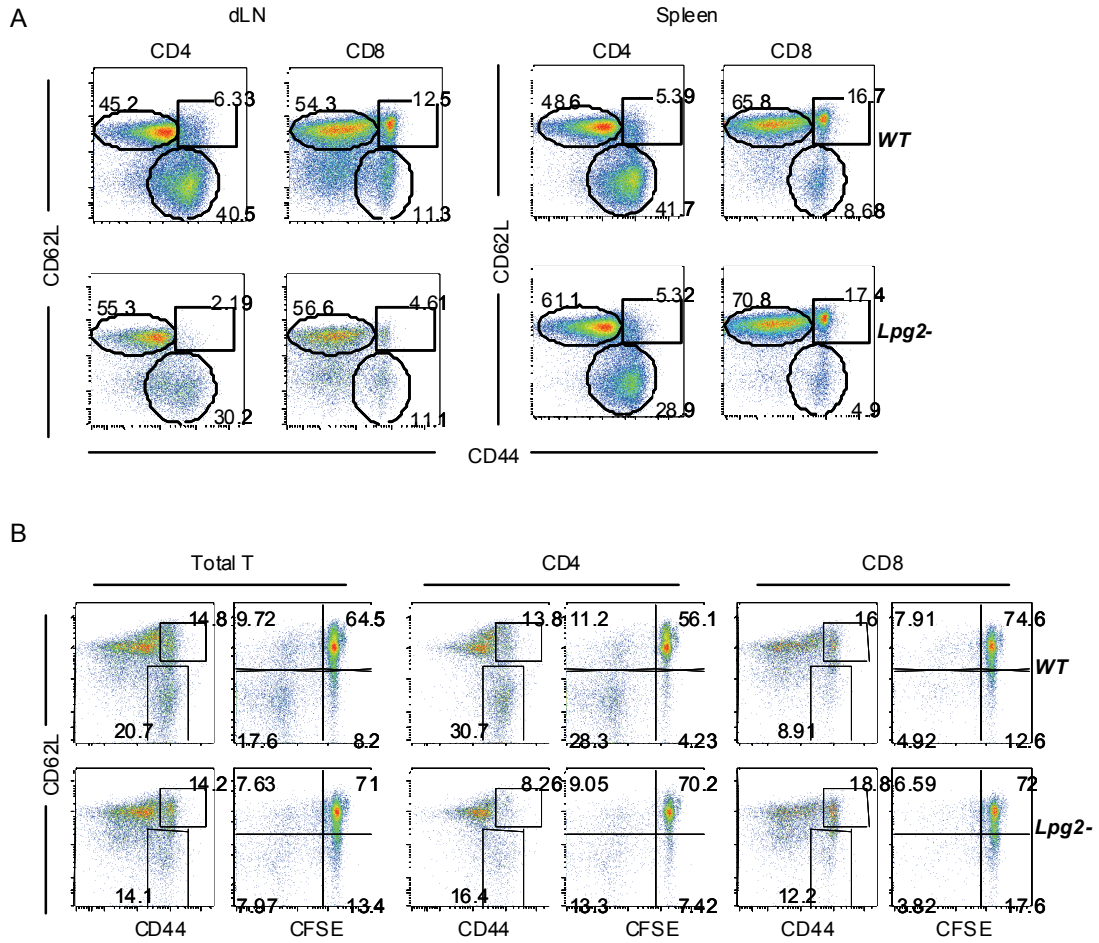 A
dLN
Spleen
CD4
CD8
CD4
CD8
45.2
6.33
54.3
12.5
48.6
5.39
65.8
16.7
WT
40.5
11.3
41.7
8.68
CD62L
CD62L
55.3
2.19
56.6
4.61
61.1
5.32
70.8
17.4
Lpg2-
30.2
11.1
28.9
4.9
CD44
B
Total T
CD4
CD8
14.8
9.72
64.5
13.8
11.2
56.1
16
7.91
74.6
WT
20.7
17.6
8.2
30.7
28.3
4.23
8.91
4.92
12.6
CD62L
14.2
7.63
71
8.26
9.05
70.2
18.8
6.59
72
Lpg2-
14.1
7.97
13.4
16.4
13.3
7.42
12.2
3.82
17.6
CD44
CFSE
CD44
CFSE
CD44
CFSE